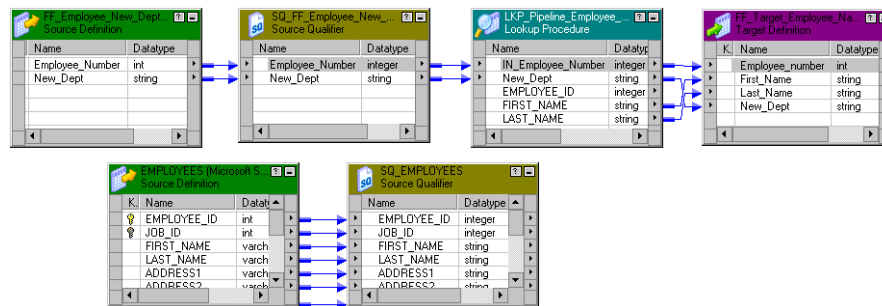 FF_Employee_New_Dept...
Source Definition
Name Datatype
Employee_Number int
New_Dept string
SQ_FF_Employee_New_...
Source Qualifier
Name Datatype
Employee_Number integer
New_Dept string
LKP_Pipeline_Employee_...
Lookup Procedure
Name Datatyp
IN_Employee_Number integer
New_Dept string
EMPLOYEE_ID integer
FIRST_NAME string
LAST_NAME string
FF_Target_Employee_Na...
Target Definition
K. Name Datatype
Employee_number int
First_Name string
Last_Name string
New_Dept string
EMPLOYEES (Microsoft S...
Source Definition
K. Name Dataty
EMPLOYEE_ID int
JOB_ID int
FIRST_NAME varch
LAST_NAME varch
ADDRESS1 varch
ADDRESS2 varch
SQ_EMPLOYEES
Source Qualifier
Name Datatype
EMPLOYEE_ID integer
JOB_ID integer
FIRST_NAME string
LAST_NAME string
ADDRESS1 string
ADDRESS2 string